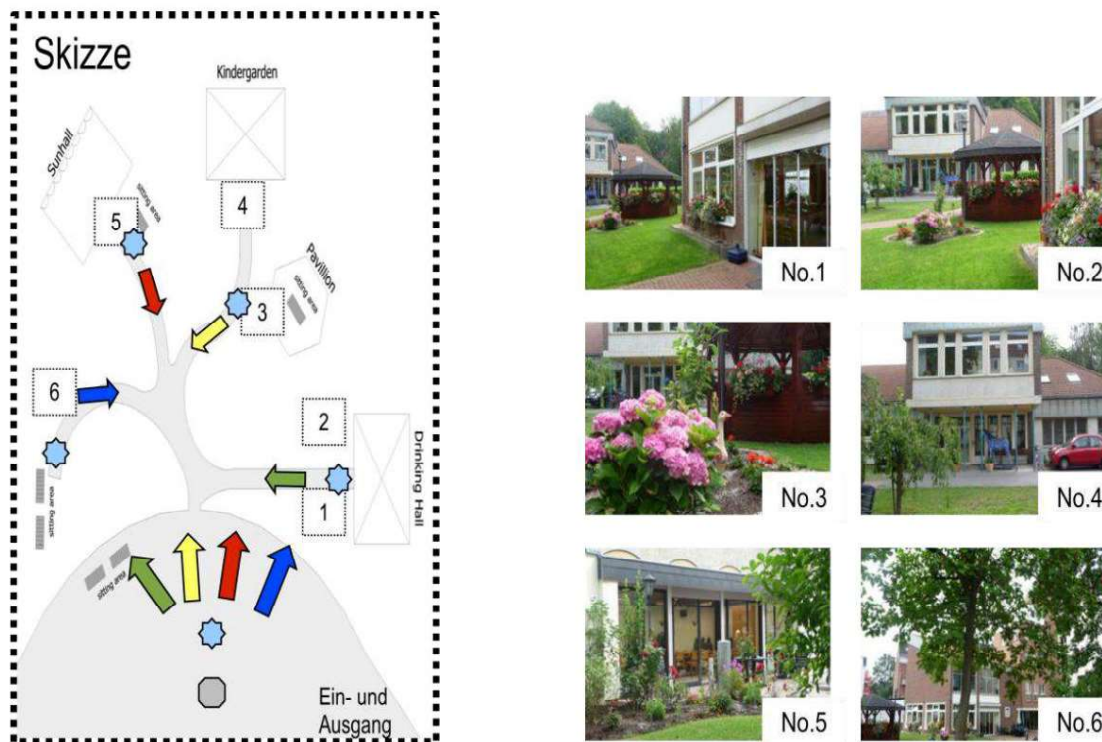 Skizze
Kindergarden
Sunhall
sitting area
5
4
Pavillion
sitting area
3
6
2
Drinking Hall
1
sitting area
sitting area
Ein- und
Ausgang
No.1
No.2
No.3
No.4
No.5
No.6